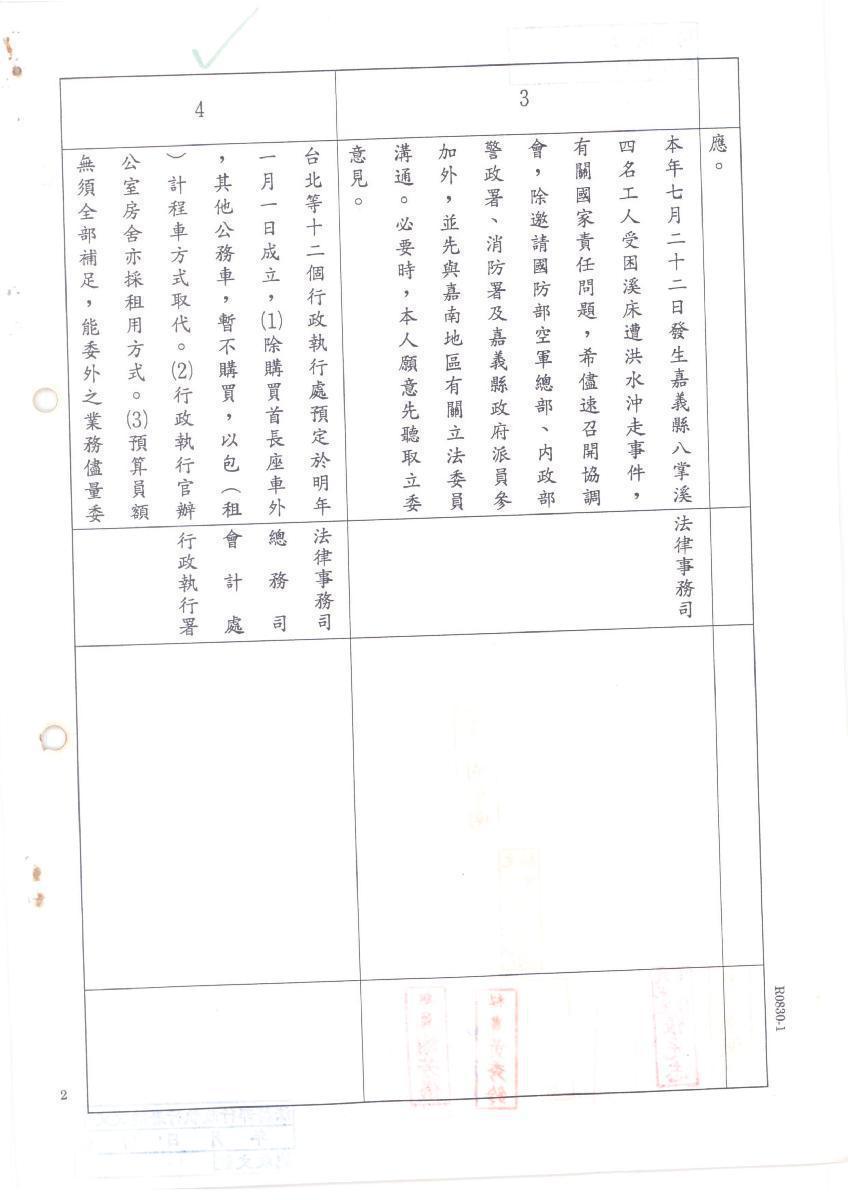 應。
3
本年七月二十二日發生嘉義縣八掌溪
四名工人受困溪床遭洪水沖走事件，
有關國家責任問題，希儘速召開協調
會，除邀請國防部空軍總部、內政部
警政署、消防署及嘉義縣政府派員參
加外，並先與嘉南地區有關立法委員
溝通。必要時，本人願意先聽取立委
意見。
法律事務司
4
台北等十二個行政執行處預定於明年
一月一日成立，(1)除購買首長座車外
，其他公務車，暫不購買，以包（租
）計程車方式取代。(2)行政執行官辦
公室房舍亦採租用方式。(3)預算員額
無須全部補足，能委外之業務儘量委
法律事務司
總務司
會計處
行政執行署
R0830-1
2